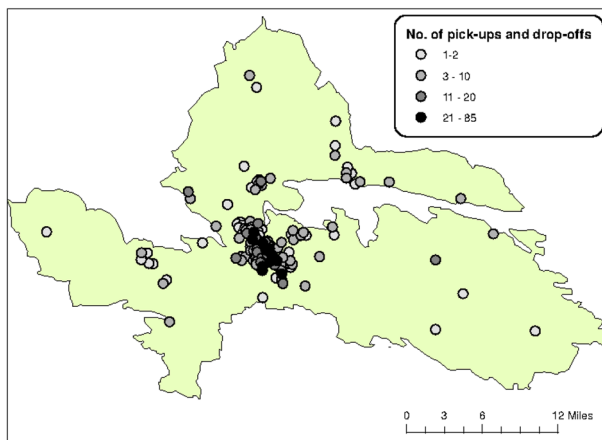 No. of pick-ups and drop-offs
1-2
3 - 10
11 - 20
21 - 85
0 3 6 12 Miles